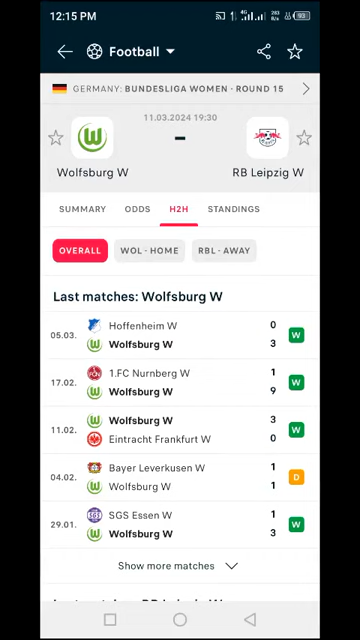 12:15 PM 4G 283 B/s 93
Football
GERMANY: BUNDESLIGA WOMEN - ROUND 15
11.03.2024 19:30
-
Wolfsburg W RB Leipzig W
SUMMARY ODDS H2H STANDINGS
OVERALL WOL - HOME RBL - AWAY
Last matches: Wolfsburg W
Hoffenheim W 0
05.03. W
Wolfsburg W 3
1.FC Nurnberg W 1
17.02. W
Wolfsburg W 9
Wolfsburg W 3
11.02. W
Eintracht Frankfurt W 0
Bayer Leverkusen W 1
04.02. D
Wolfsburg W 1
SGS Essen W 1
29.01. W
Wolfsburg W 3
Show more matches